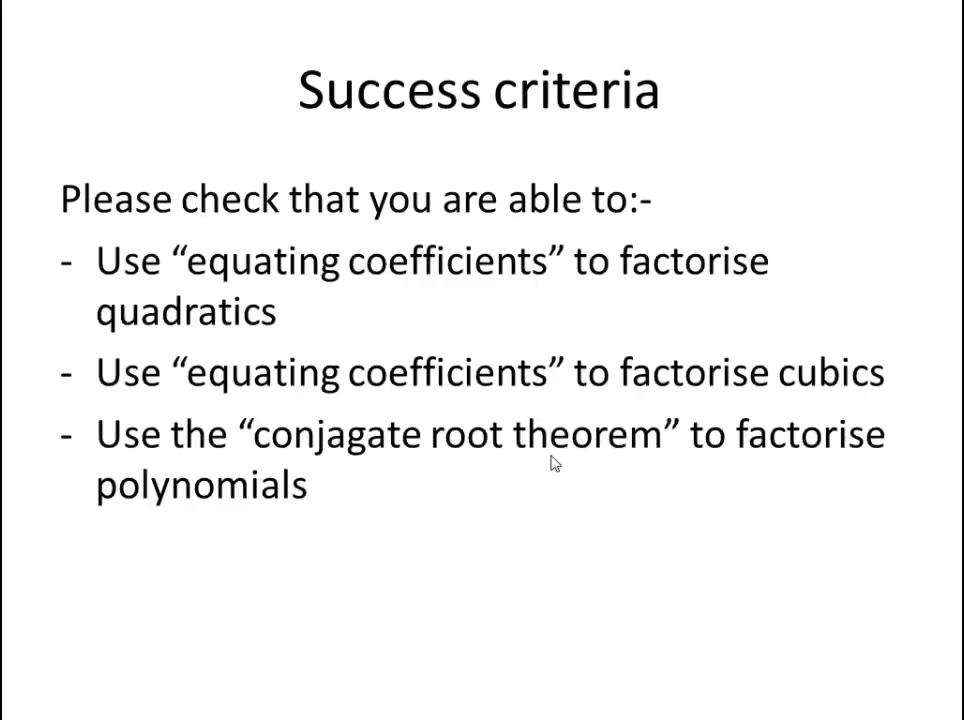 Success criteria
Please check that you are able to:-
- Use “equating coefficients” to factorise
quadratics
- Use “equating coefficients” to factorise cubics
- Use the “conjagate root theorem” to factorise
polynomials